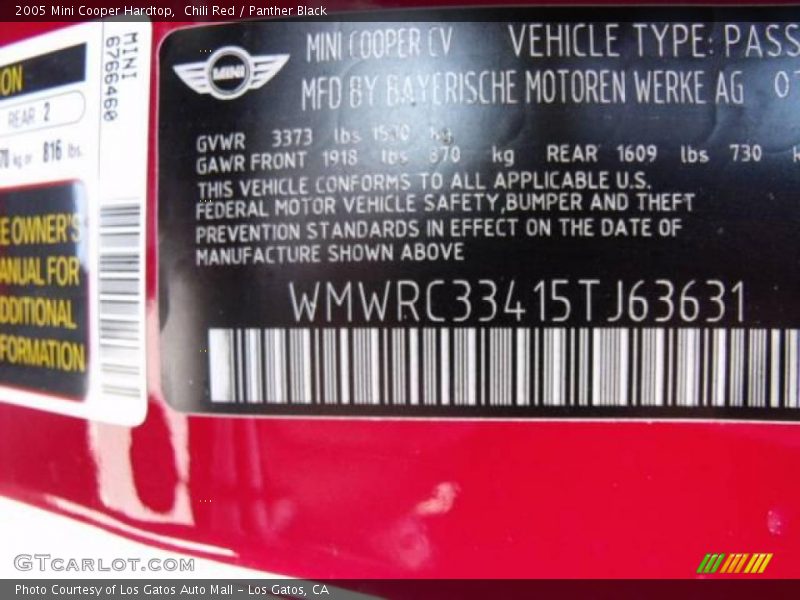 2005 Mini Cooper Hardtop,  Chili Red / Panther Black
MINI
6766460
ON
REAR 2
70 kg or 816 lbs.
E OWNER'S
ANUAL FOR
DDITIONAL
FORMATION
MINI
MINI COOPER CV VEHICLE TYPE: PASS
MFD BY BAYERISCHE MOTOREN WERKE AG 07
GVWR 3373 lbs 1530 kg
GAWR FRONT 1918 lbs 870 kg REAR 1609 lbs 730 k
THIS VEHICLE CONFORMS TO ALL APPLICABLE U.S.
FEDERAL MOTOR VEHICLE SAFETY,BUMPER AND THEFT
PREVENTION STANDARDS IN EFFECT ON THE DATE OF
MANUFACTURE SHOWN ABOVE
WMWRC33415TJ63631
GTcarlot.com
Photo Courtesy of Los Gatos Auto Mall - Los Gatos, CA